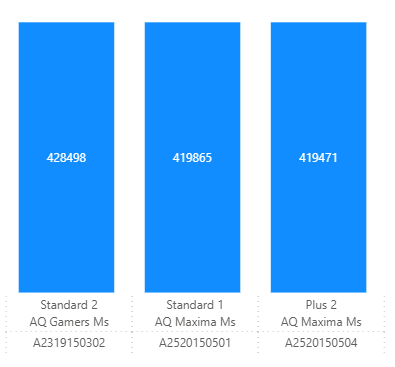 428498 419865 419471
Standard 2 Standard 1 Plus 2
AQ Gamers Ms AQ Maxima Ms AQ Maxima Ms
A2319150302 A2520150501 A2520150504